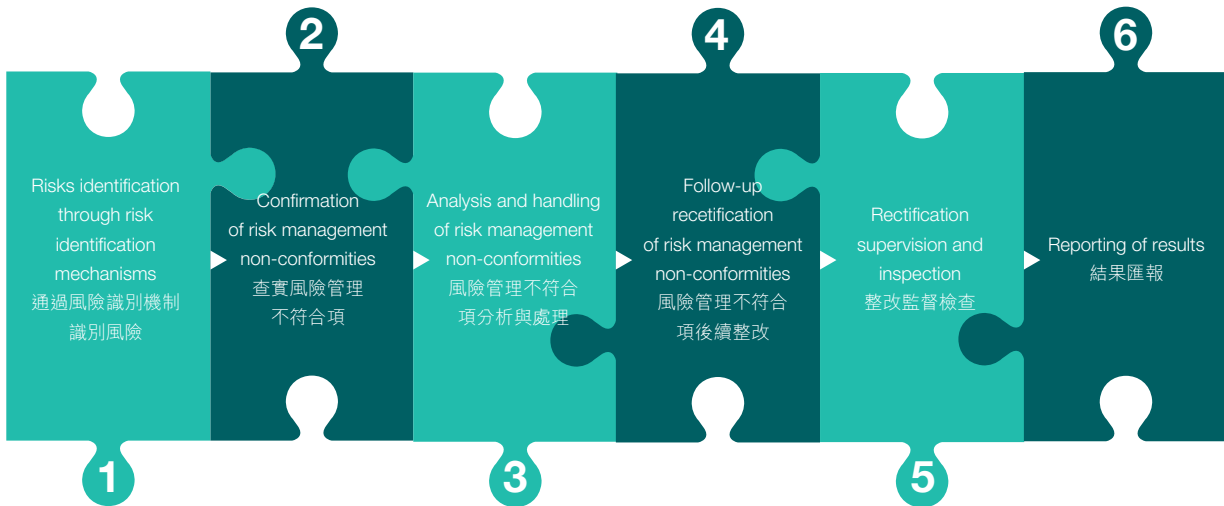 1
Risks identification
through risk
identification
mechanisms
通過風險識別機制
識別風險
2
Confirmation
of risk management
non-conformities
查實風險管理
不符合項
3
Analysis and handling
of risk management
non-conformities
風險管理不符合
項分析與處理
4
Follow-up
recetification
of risk management
non-conformities
風險管理不符合
項後續整改
5
Rectification
supervision and
inspection
整改監督檢查
6
Reporting of results
結果匯報